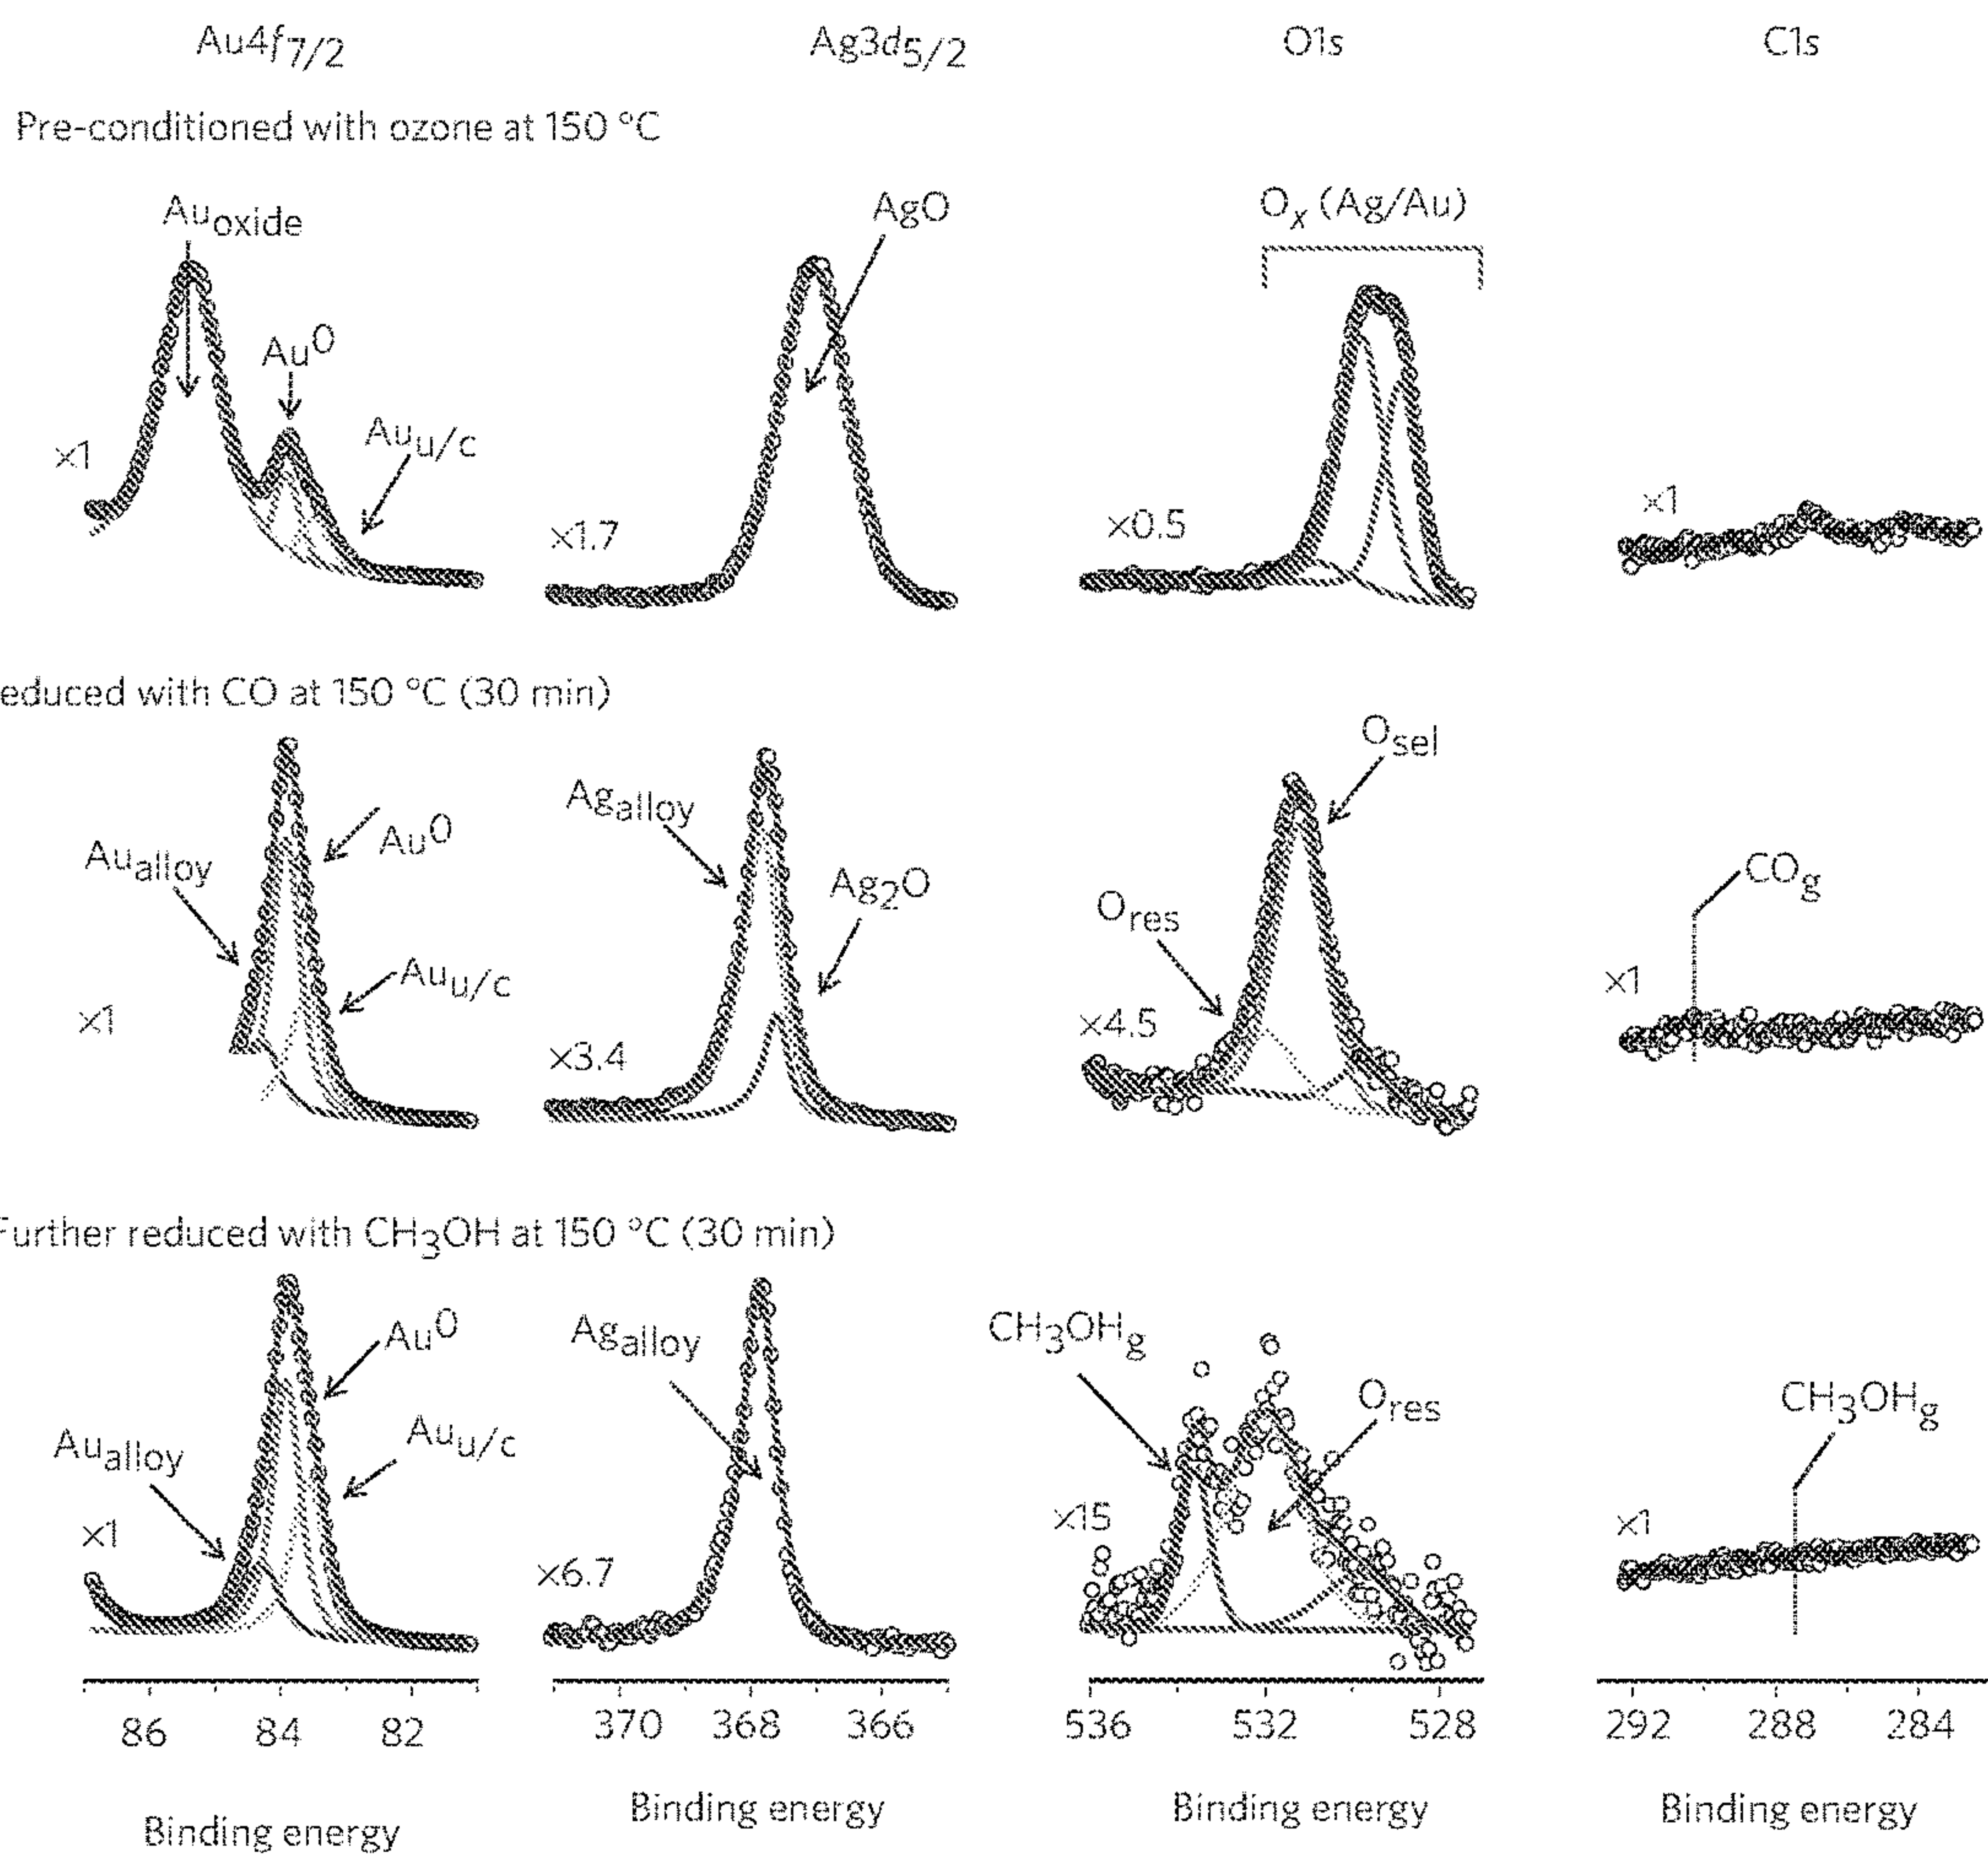 Au4f7/2 Ag3d5/2 O1s C1s
Pre-conditioned with ozone at 150 °C
Auoxide AgO Ox (Ag/Au)
Au0
Auu/c
×1 ×1.7 ×0.5 ×1
educed with CO at 150 °C (30 min)
Osel
Agalloy
Au0
Aualloy Ag2O Ores COg
Auu/c
×1 ×3.4 ×4.5 ×1
Further reduced with CH3OH at 150 °C (30 min)
Au0 Agalloy CH3OHg
Aualloy Auu/c Ores CH3OHg
×1 ×6.7 ×15 ×1
86 84 82 370 368 366 536 532 528 292 288 284
Binding energy Binding energy Binding energy Binding energy